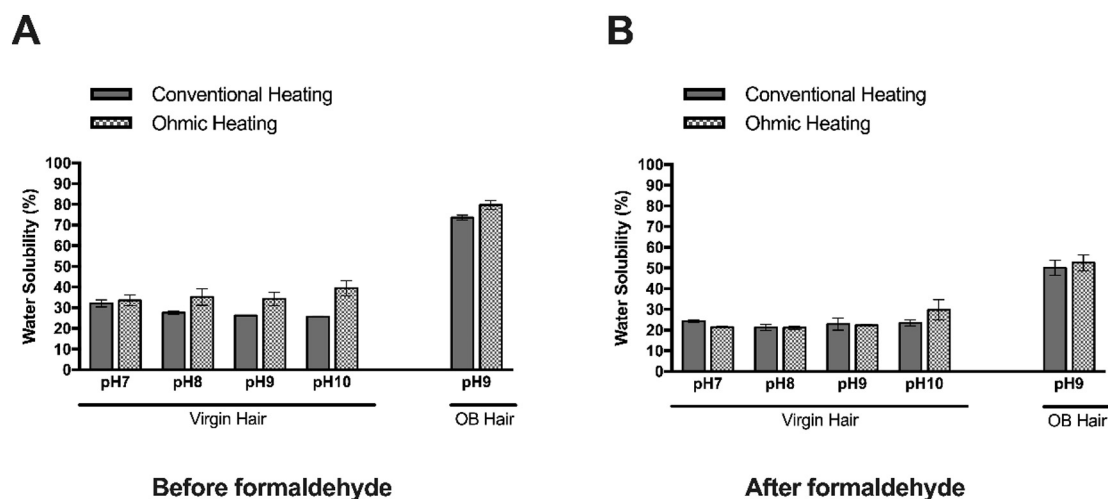 A
Conventional Heating
Ohmic Heating
Water Solubility (%)
100
90
80
70
60
50
40
30
20
10
0
pH7 pH8 pH9 pH10 pH9
Virgin Hair OB Hair
Before formaldehyde
B
Conventional Heating
Ohmic Heating
Water Solubility (%)
100
90
80
70
60
50
40
30
20
10
0
pH7 pH8 pH9 pH10 pH9
Virgin Hair OB Hair
After formaldehyde